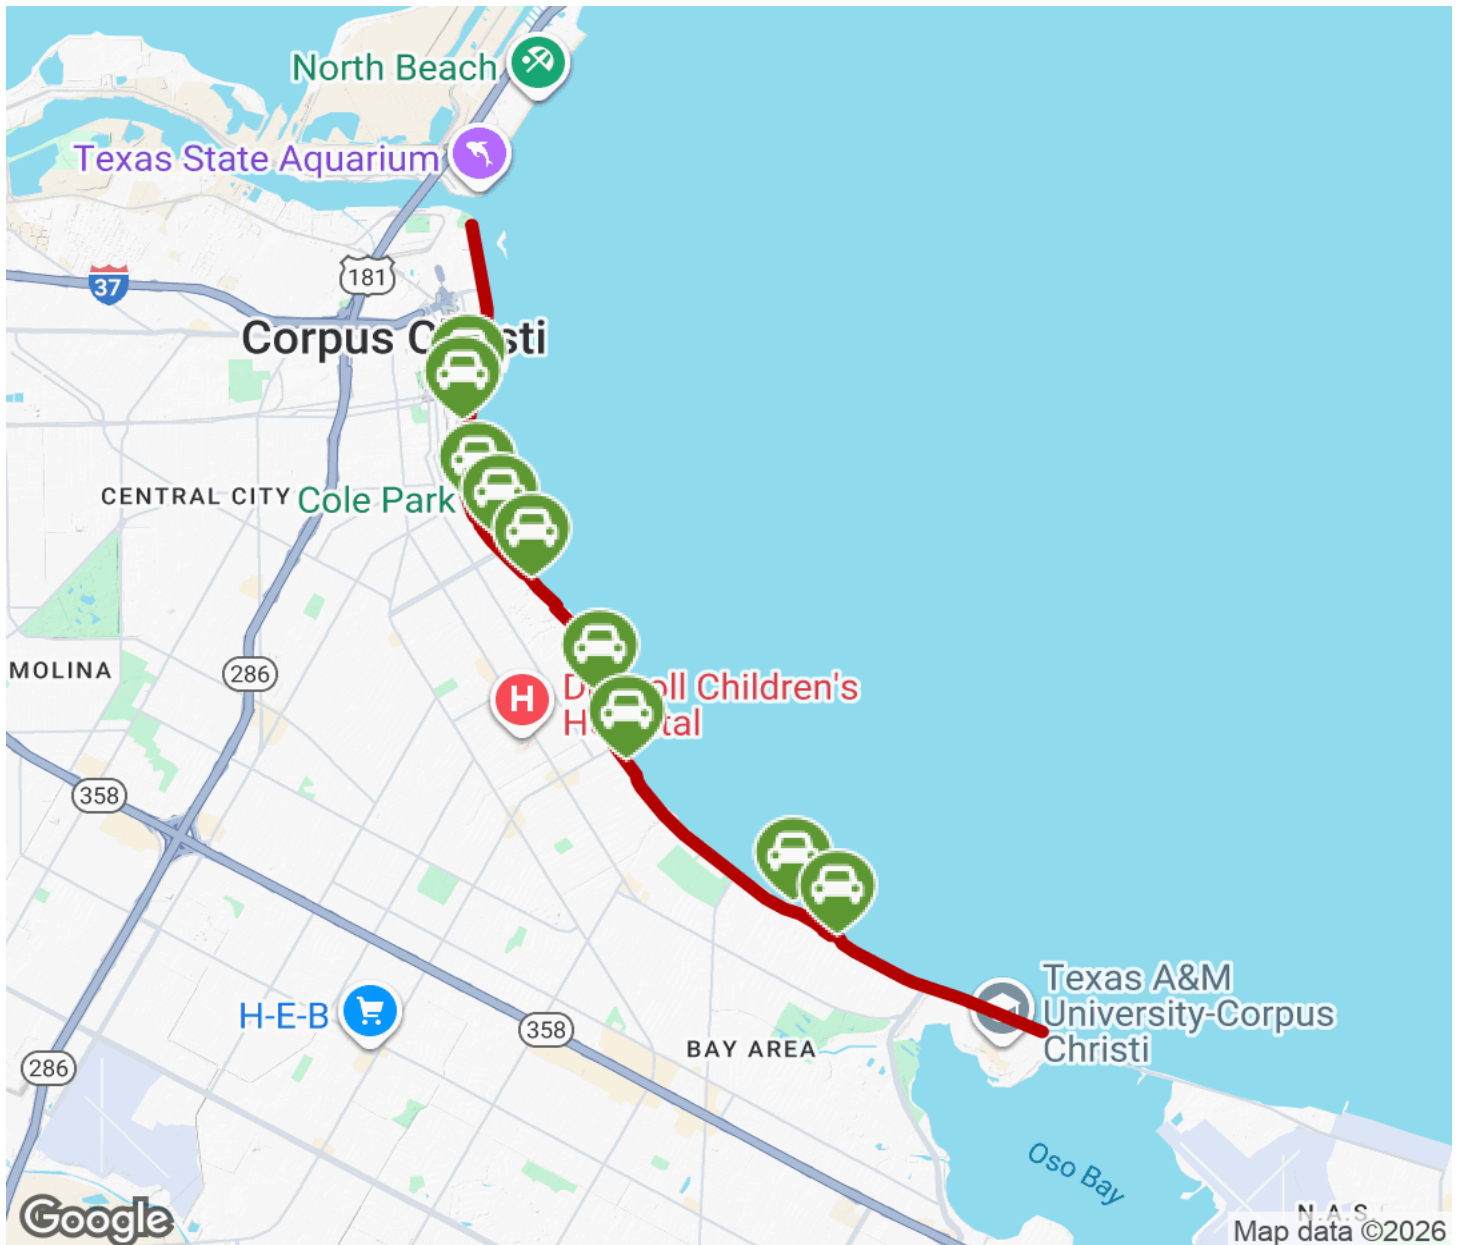 North Beach
Texas State Aquarium
181
37
Corpus C sti
CENTRAL CITY
Cole Park
MOLINA
286
H
D oll Children's
H tal
358
Texas A&M
University-Corpus
Christi
H-E-B
358
BAY AREA
286
Oso Bay
N.A.S.
Google
Map data ©2026